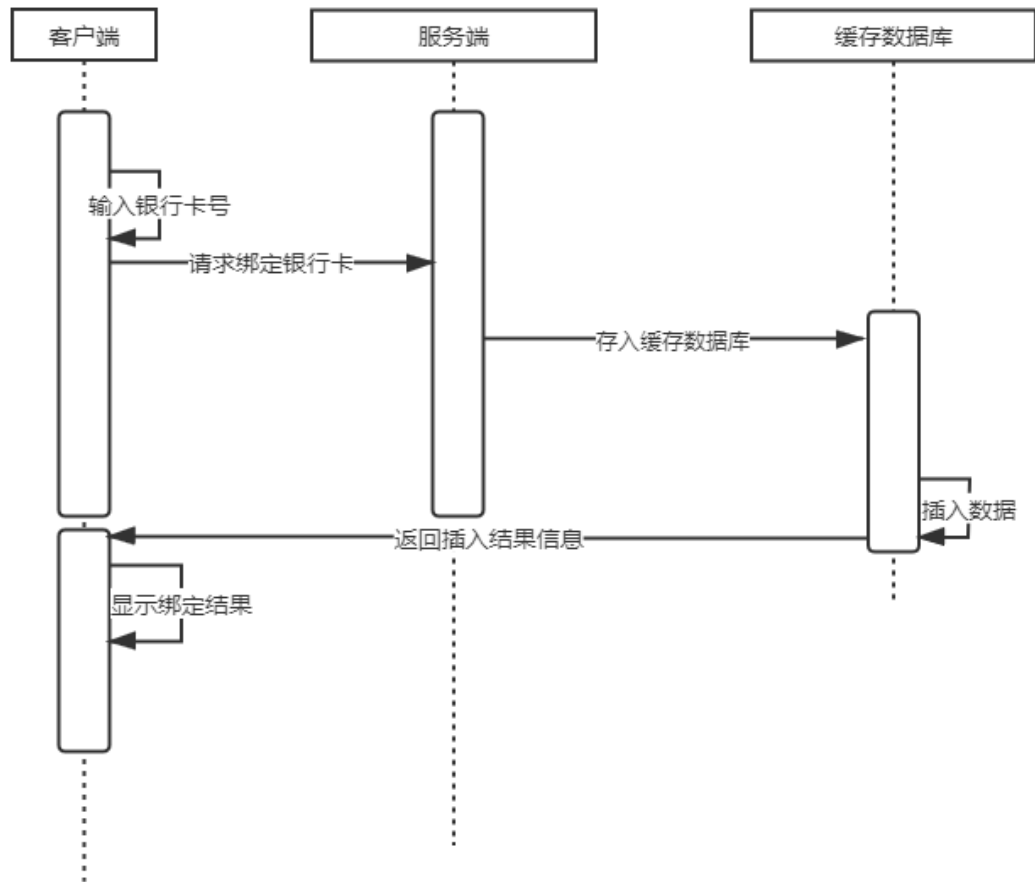 客户端
服务端
缓存数据库
输入银行卡号
请求绑定银行卡
存入缓存数据库
插入数据
返回插入结果信息
显示绑定结果